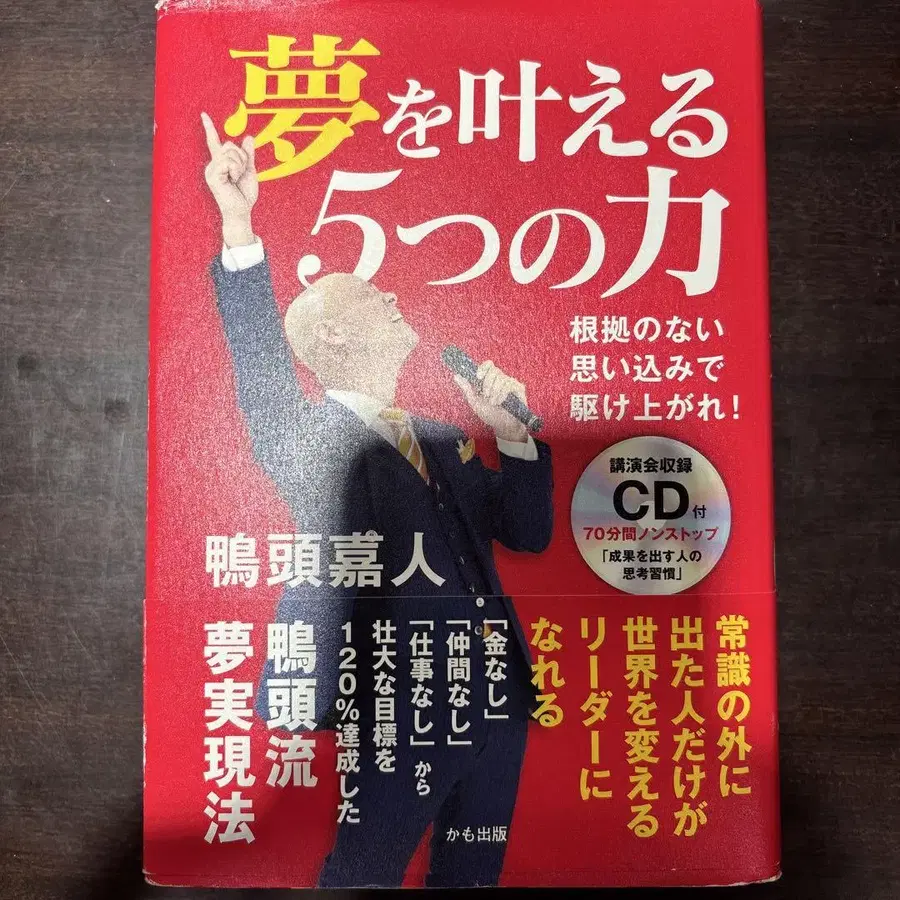 夢を叶える
5つの力
根拠のない
思い込みで
駆け上がれ!
講演会収録
CD付
70分間ノンストップ
「成果を出す人の
思考習慣」
鴨頭嘉人
常識の外に
出た人だけが
世界を変える
リーダーに
なれる
「金なし」
「仲間なし」
「仕事なし」から
壮大な目標を
120%達成した
鴨頭流
夢実現法
かも出版